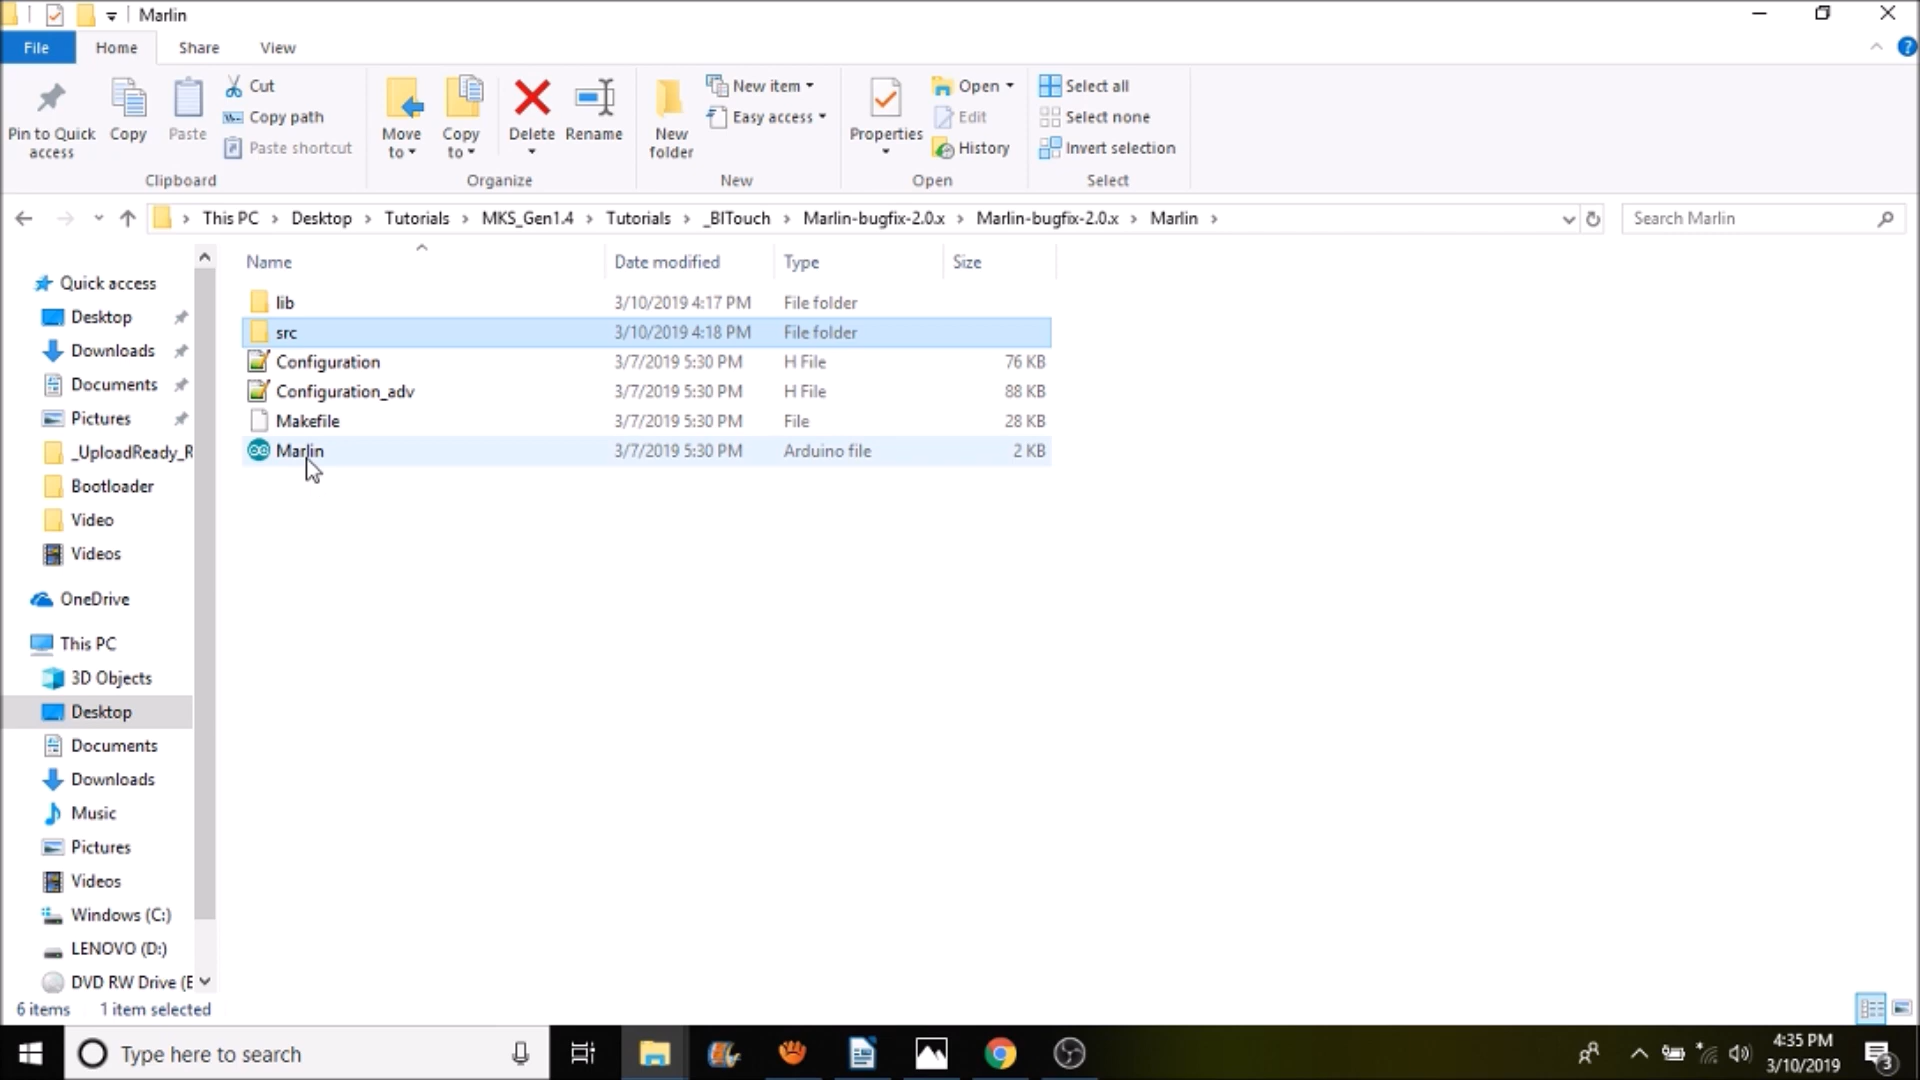 Marlin
File Home Share View
Pin to Quick access
Copy
Paste
Cut
Copy path
Paste shortcut
Clipboard
Move to
Copy to
Delete
Rename
Organize
New folder
New item
Easy access
New
Properties
Open
Edit
History
Open
Select all
Select none
Invert selection
Select
This PC > Desktop > Tutorials > MKS_Gen1.4 > Tutorials > _BlTouch > Marlin-bugfix-2.0.x > Marlin-bugfix-2.0.x > Marlin >
Search Marlin
Name Date modified Type Size
lib 3/10/2019 4:17 PM File folder
src 3/10/2019 4:18 PM File folder
Configuration 3/7/2019 5:30 PM H File 76 KB
Configuration_adv 3/7/2019 5:30 PM H File 88 KB
Makefile 3/7/2019 5:30 PM File 28 KB
Marlin 3/7/2019 5:30 PM Arduino file 2 KB
Quick access
Desktop
Downloads
Documents
Pictures
_UploadReady_R
Bootloader
Video
Videos
OneDrive
This PC
3D Objects
Desktop
Documents
Downloads
Music
Pictures
Videos
Windows (C:)
LENOVO (D:)
DVD RW Drive (E
6 items 1 item selected
Type here to search
4:35 PM
3/10/2019
3